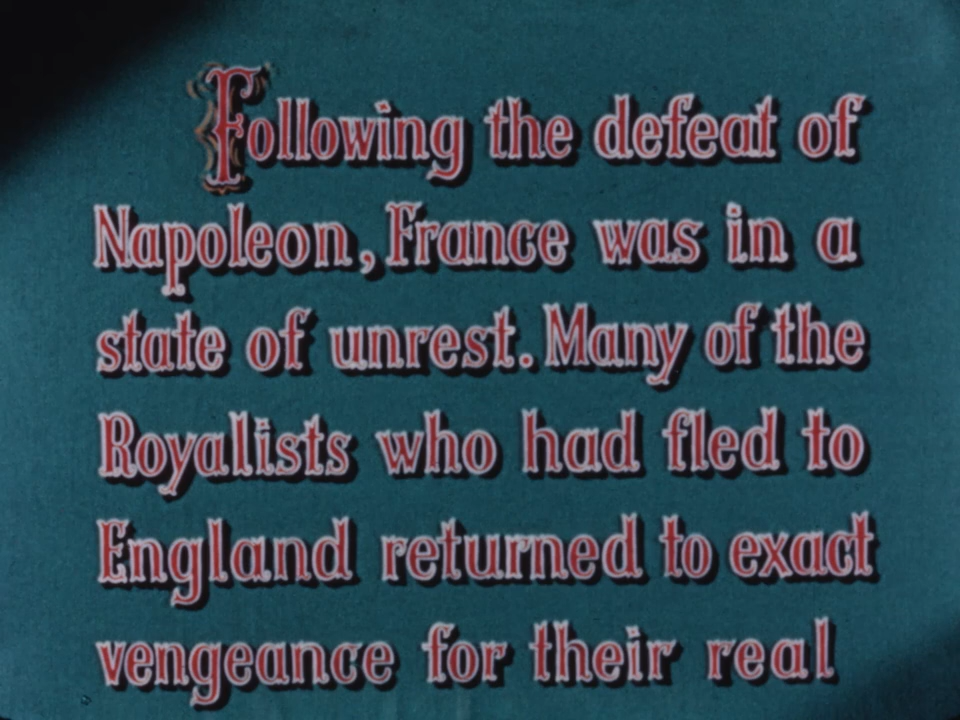 Following the defeat of
Napoleon, France was in a
state of unrest. Many of the
Royalists who had fled to
England returned to exact
vengeance for their real